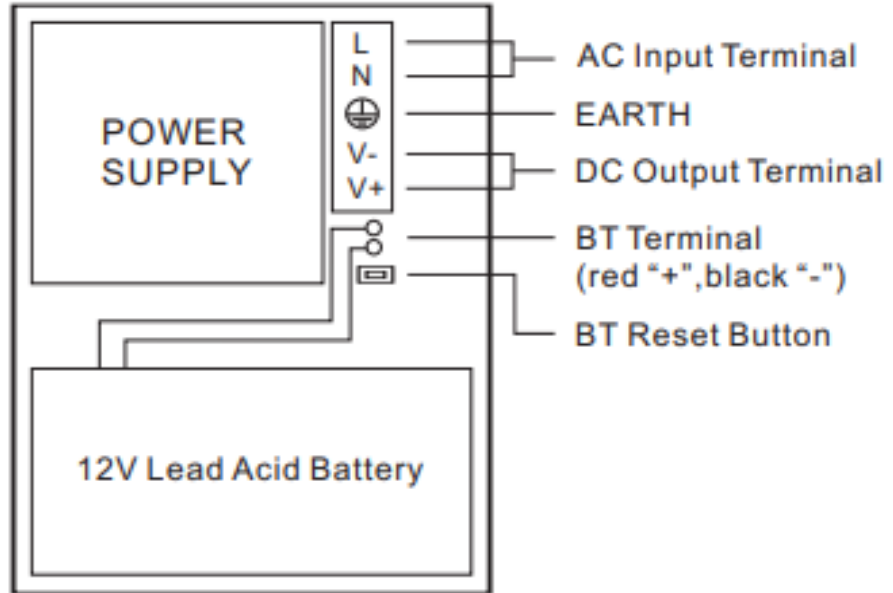 POWER
SUPPLY
L
N
V-
V+
AC Input Terminal
EARTH
DC Output Terminal
BT Terminal
(red “+”,black “-”)
BT Reset Button
12V Lead Acid Battery